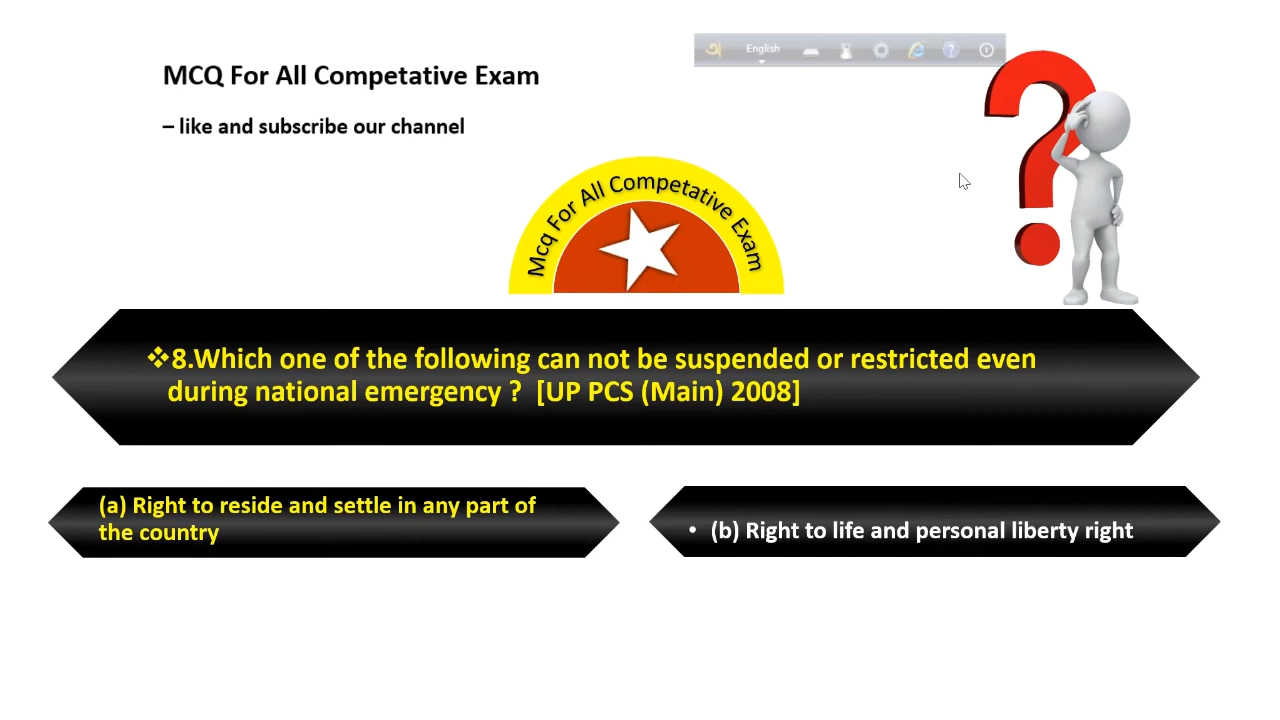 English
MCQ For All Competative Exam
– like and subscribe our channel
Mcq For All Competative Exam
❖8.Which one of the following can not be suspended or restricted even
during national emergency ? [UP PCS (Main) 2008]
(a) Right to reside and settle in any part of
the country
• (b) Right to life and personal liberty right